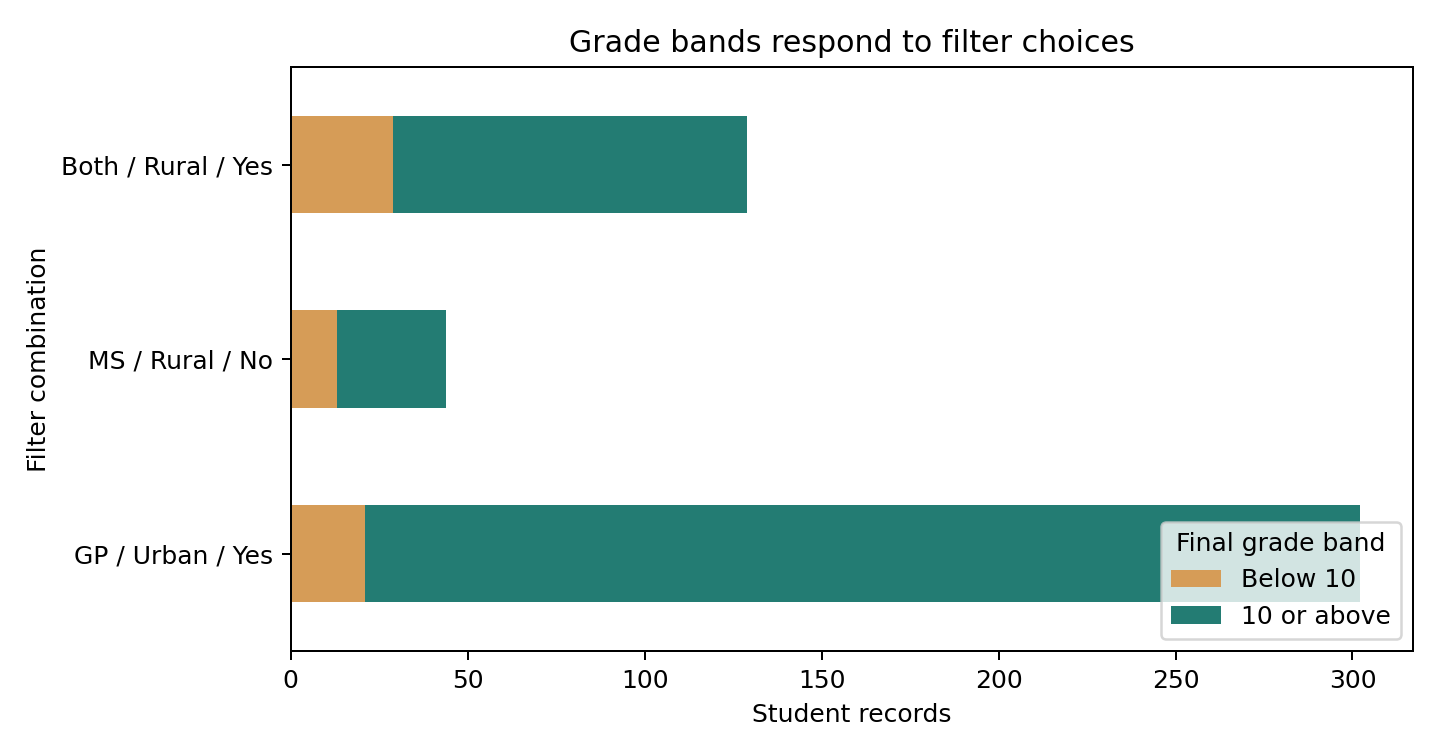 Grade bands respond to filter choices
Filter combination
Both / Rural / Yes
MS / Rural / No
GP / Urban / Yes
Final grade band
Below 10
10 or above
0 50 100 150 200 250 300
Student records